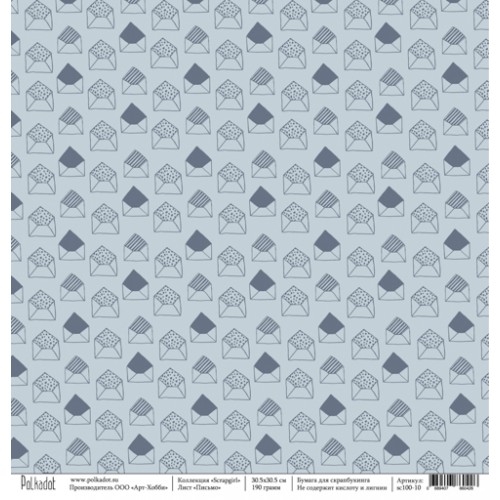 Polkadot
www.polkadot.su
Производитель ООО «Арт-Хобби»
Коллекция «Scrapgirl»
Лист «Письмо»
30.5х30.5 см
190 грамм
Бумага для скрапбукинга
Не содержит кислоту и лигнин
Артикул:
sc100-10